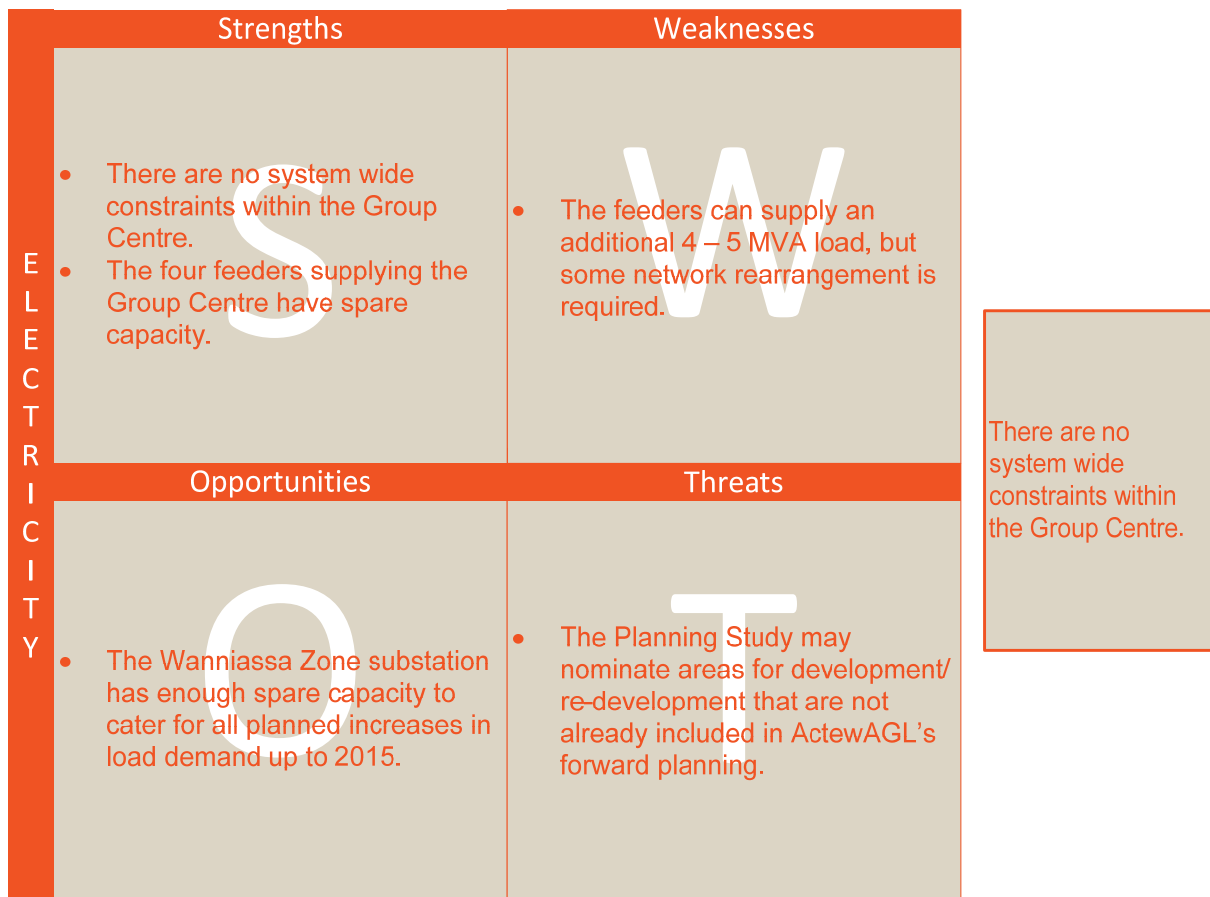 ELECTRICITY
Strengths
S
• There are no system wide
constraints within the Group
Centre.
• The four feeders supplying the
Group Centre have spare
capacity.
Weaknesses
W
• The feeders can supply an
additional 4 – 5 MVA load, but
some network rearrangement is
required.
Opportunities
O
• The Wanniassa Zone substation
has enough spare capacity to
cater for all planned increases in
load demand up to 2015.
Threats
T
• The Planning Study may
nominate areas for development/
re–development that are not
already included in ActewAGL’s
forward planning.
There are no
system wide
constraints within
the Group Centre.